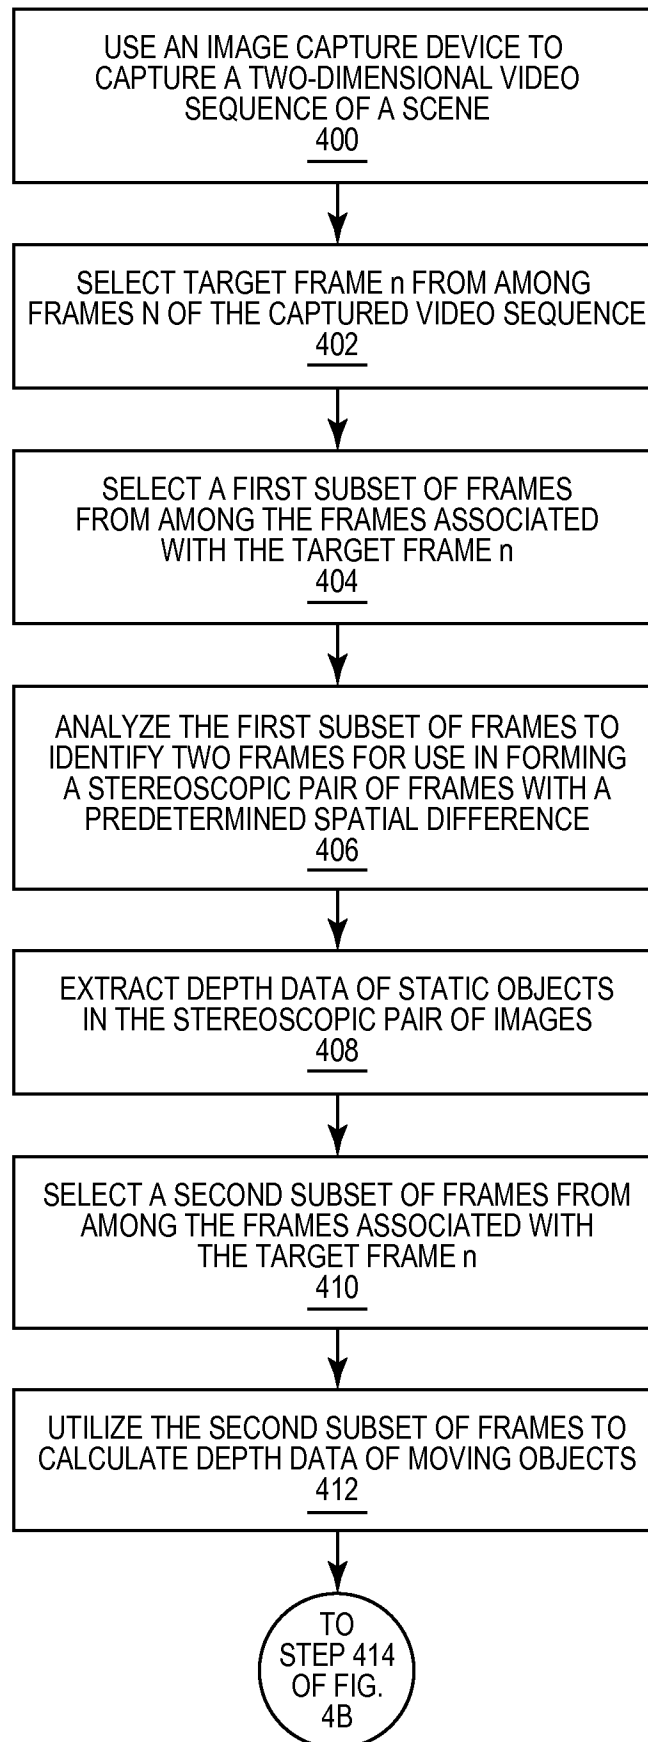 USE AN IMAGE CAPTURE DEVICE TO
CAPTURE A TWO-DIMENSIONAL VIDEO
SEQUENCE OF A SCENE
400
SELECT TARGET FRAME n FROM AMONG
FRAMES N OF THE CAPTURED VIDEO SEQUENCE
402
SELECT A FIRST SUBSET OF FRAMES
FROM AMONG THE FRAMES ASSOCIATED
WITH THE TARGET FRAME n
404
ANALYZE THE FIRST SUBSET OF FRAMES TO
IDENTIFY TWO FRAMES FOR USE IN FORMING
A STEREOSCOPIC PAIR OF FRAMES WITH A
PREDETERMINED SPATIAL DIFFERENCE
406
EXTRACT DEPTH DATA OF STATIC OBJECTS
IN THE STEREOSCOPIC PAIR OF IMAGES
408
SELECT A SECOND SUBSET OF FRAMES FROM
AMONG THE FRAMES ASSOCIATED WITH
THE TARGET FRAME n
410
UTILIZE THE SECOND SUBSET OF FRAMES TO
CALCULATE DEPTH DATA OF MOVING OBJECTS
412
TO
STEP 414
OF FIG.
4B